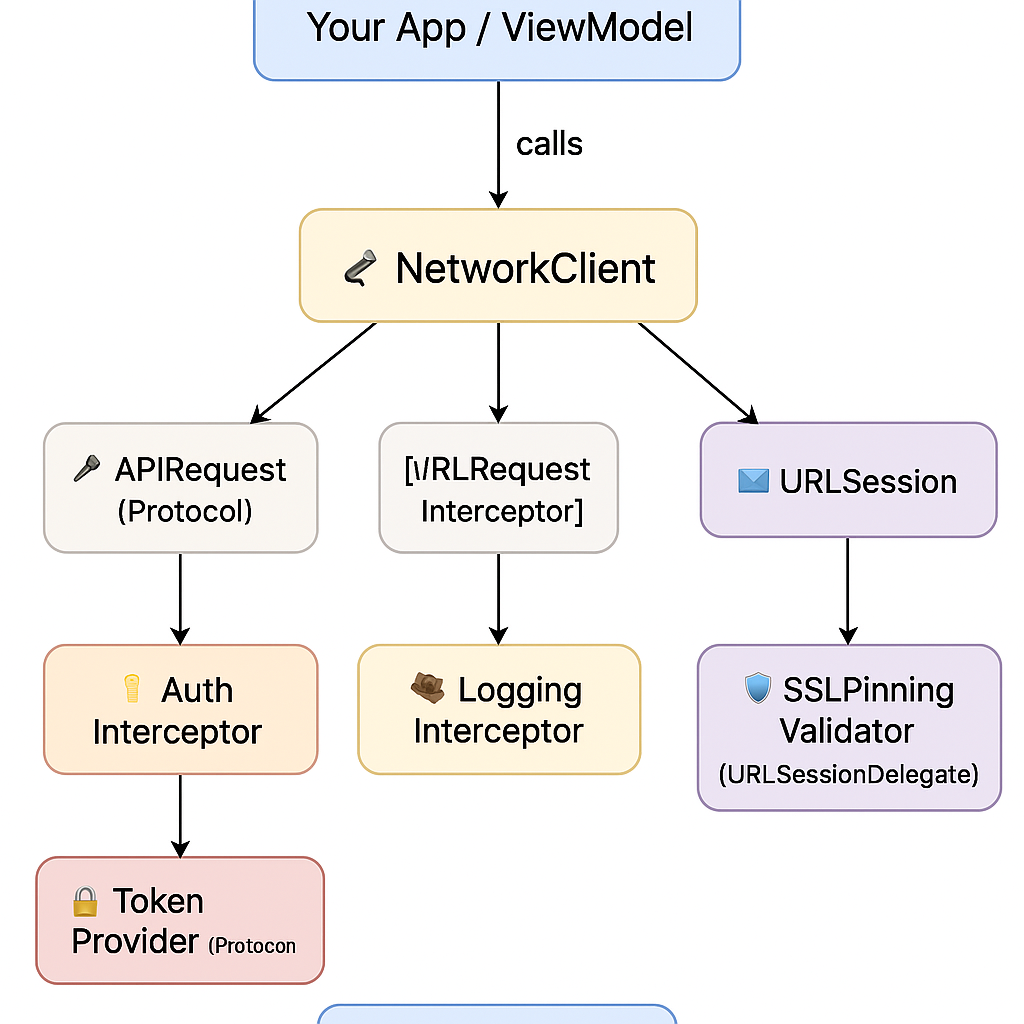 Your App / ViewModel
calls
NetworkClient
APIRequest
(Protocol)
[\/RLRequest
Interceptor]
URLSession
Auth
Interceptor
Logging
Interceptor
SSLPinning
Validator
(URLSessionDelegate)
Token
Provider (Protocon